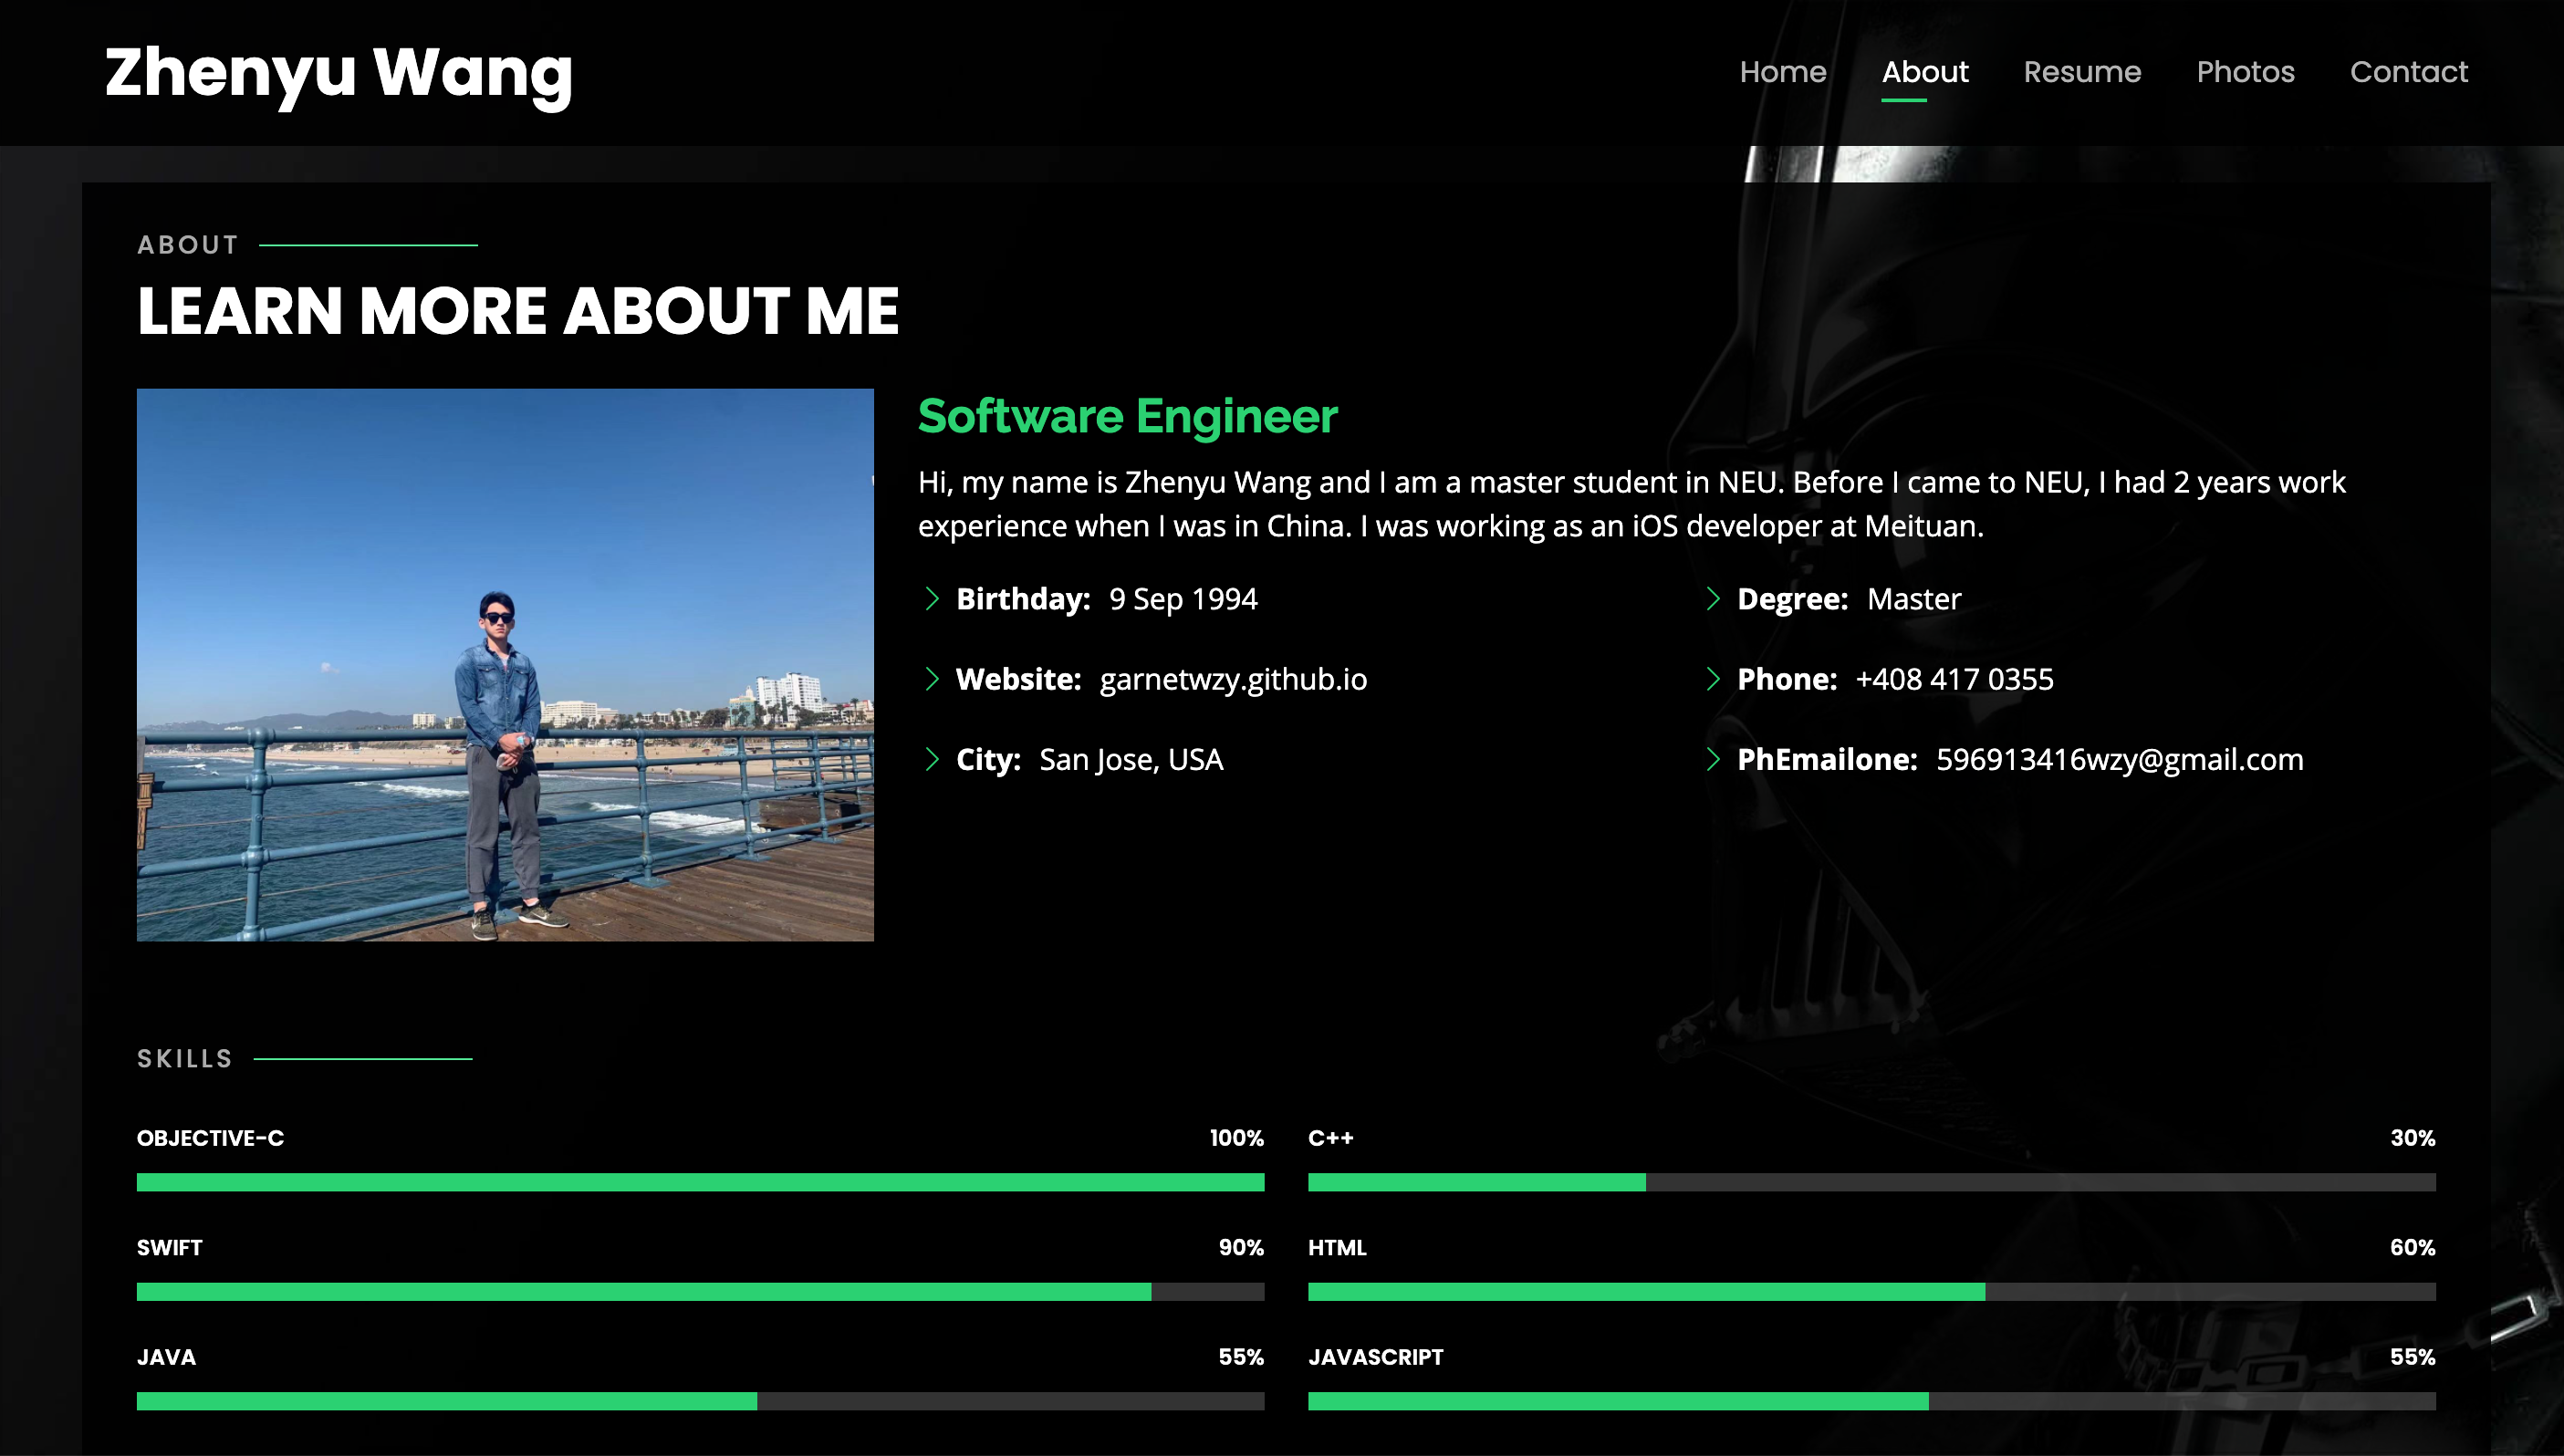 Zhenyu Wang
Home About Resume Photos Contact
ABOUT
LEARN MORE ABOUT ME
Software Engineer
Hi, my name is Zhenyu Wang and I am a master student in NEU. Before I came to NEU, I had 2 years work
experience when I was in China. I was working as an iOS developer at Meituan.
Birthday: 9 Sep 1994
Degree: Master
Website: garnetwzy.github.io
Phone: +408 417 0355
City: San Jose, USA
PhEmailone: 596913416wzy@gmail.com
SKILLS
OBJECTIVE-C 100%
C++ 30%
SWIFT 90%
HTML 60%
JAVA 55%
JAVASCRIPT 55%